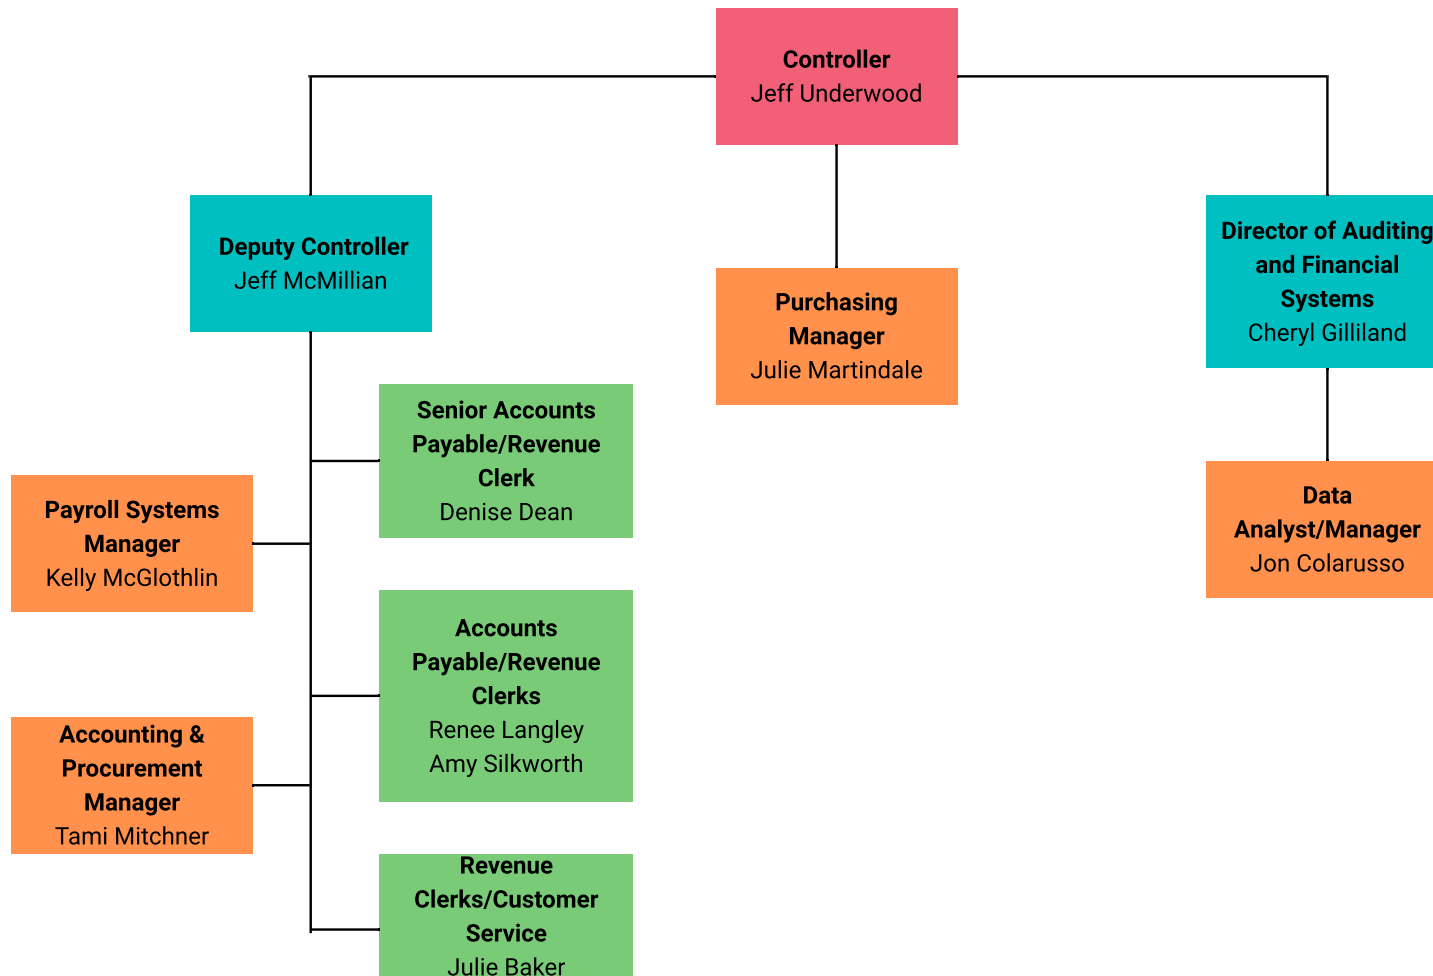 Controller
Jeff Underwood
Deputy Controller
Jeff McMillian
Purchasing
Manager
Julie Martindale
Director of Auditing
and Financial
Systems
Cheryl Gilliland
Senior Accounts
Payable/Revenue
Clerk
Denise Dean
Payroll Systems
Manager
Kelly McGlothlin
Data
Analyst/Manager
Jon Colarusso
Accounts
Payable/Revenue
Clerks
Renee Langley
Amy Silkworth
Accounting &
Procurement
Manager
Tami Mitchner
Revenue
Clerks/Customer
Service
Julie Baker